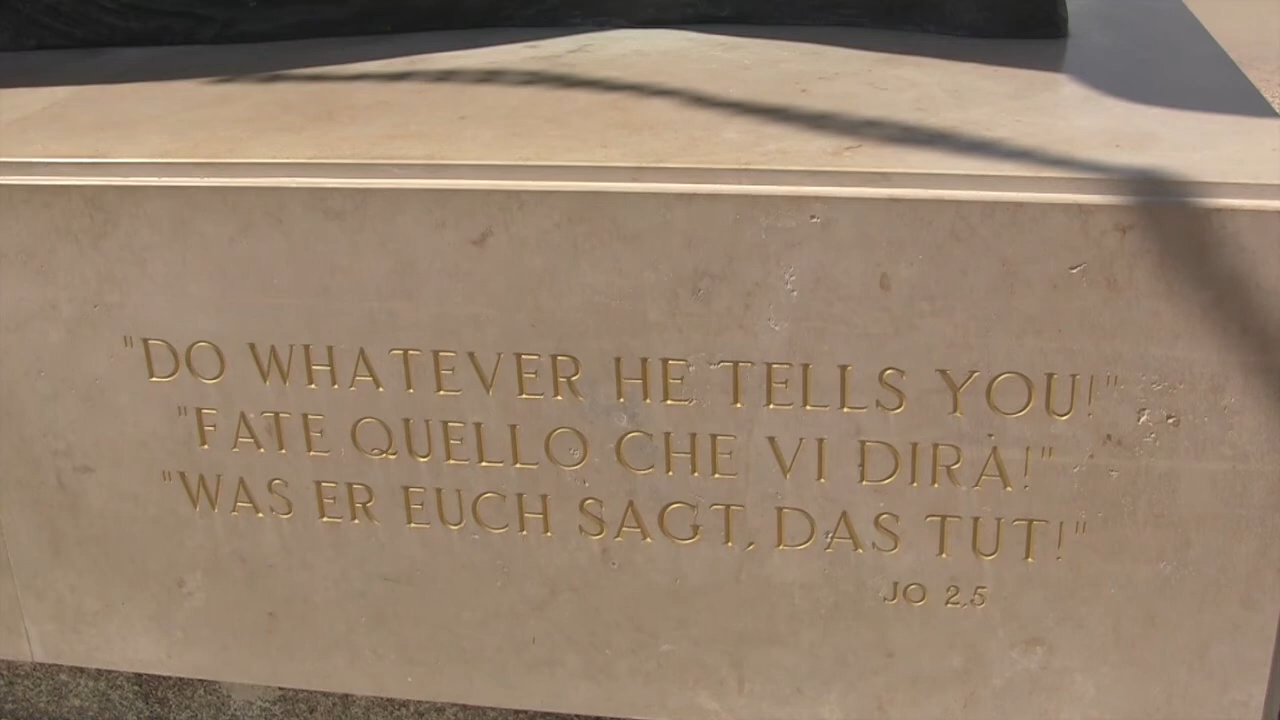 "DO WHATEVER HE TELLS YOU!"
"FATE QUELLO CHE VI DIRÀ!"
"WAS ER EUCH SAGT, DAS TUT!"
JO 2,5